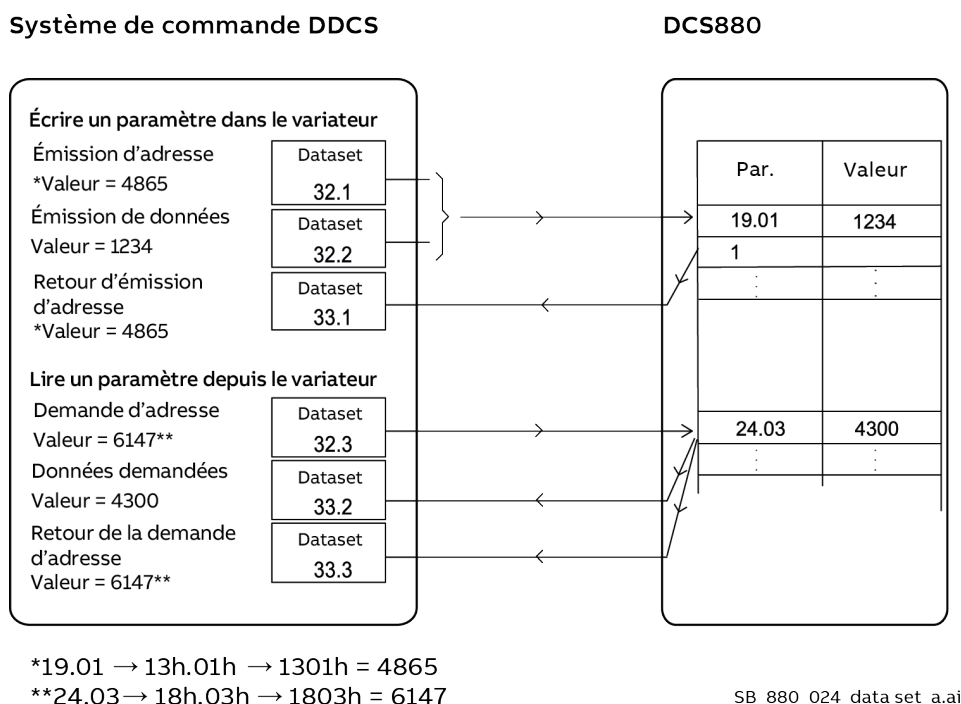 Système de commande DDCS
DCS880
Écrire un paramètre dans le variateur
Émission d'adresse
*Valeur = 4865
Dataset
32.1
Émission de données
Valeur = 1234
Dataset
32.2
Retour d'émission
d'adresse
*Valeur = 4865
Dataset
33.1
Par.
Valeur
19.01
1234
1
Lire un paramètre depuis le variateur
Demande d'adresse
Valeur = 6147**
Dataset
32.3
Données demandées
Valeur = 4300
Dataset
33.2
Retour de la demande
d'adresse
Valeur = 6147**
Dataset
33.3
24.03
4300
*19.01 → 13h.01h → 1301h = 4865
**24.03→ 18h.03h → 1803h = 6147
SB_880_024_data set_a.ai